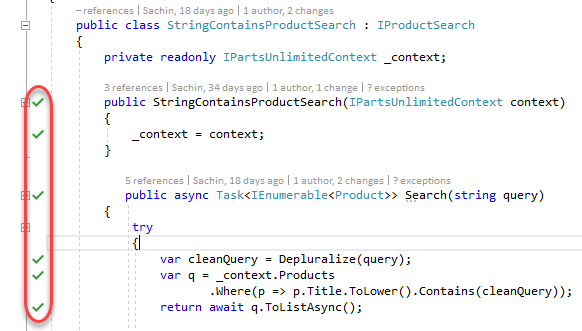 – references | Sachin, 18 days ago | 1 author, 2 changes
public class StringContainsProductSearch : IProductSearch
{
private readonly IPartsUnlimitedContext _context;
3 references | Sachin, 34 days ago | 1 author, 1 change | ? exceptions
public StringContainsProductSearch(IPartsUnlimitedContext context)
{
_context = context;
}
5 references | Sachin, 18 days ago | 1 author, 2 changes | ? exceptions
public async Task<IEnumerable<Product>> Search(string query)
{
try
{
var cleanQuery = Depluralize(query);
var q = _context.Products
.Where(p => p.Title.ToLower().Contains(cleanQuery));
return await q.ToListAsync();